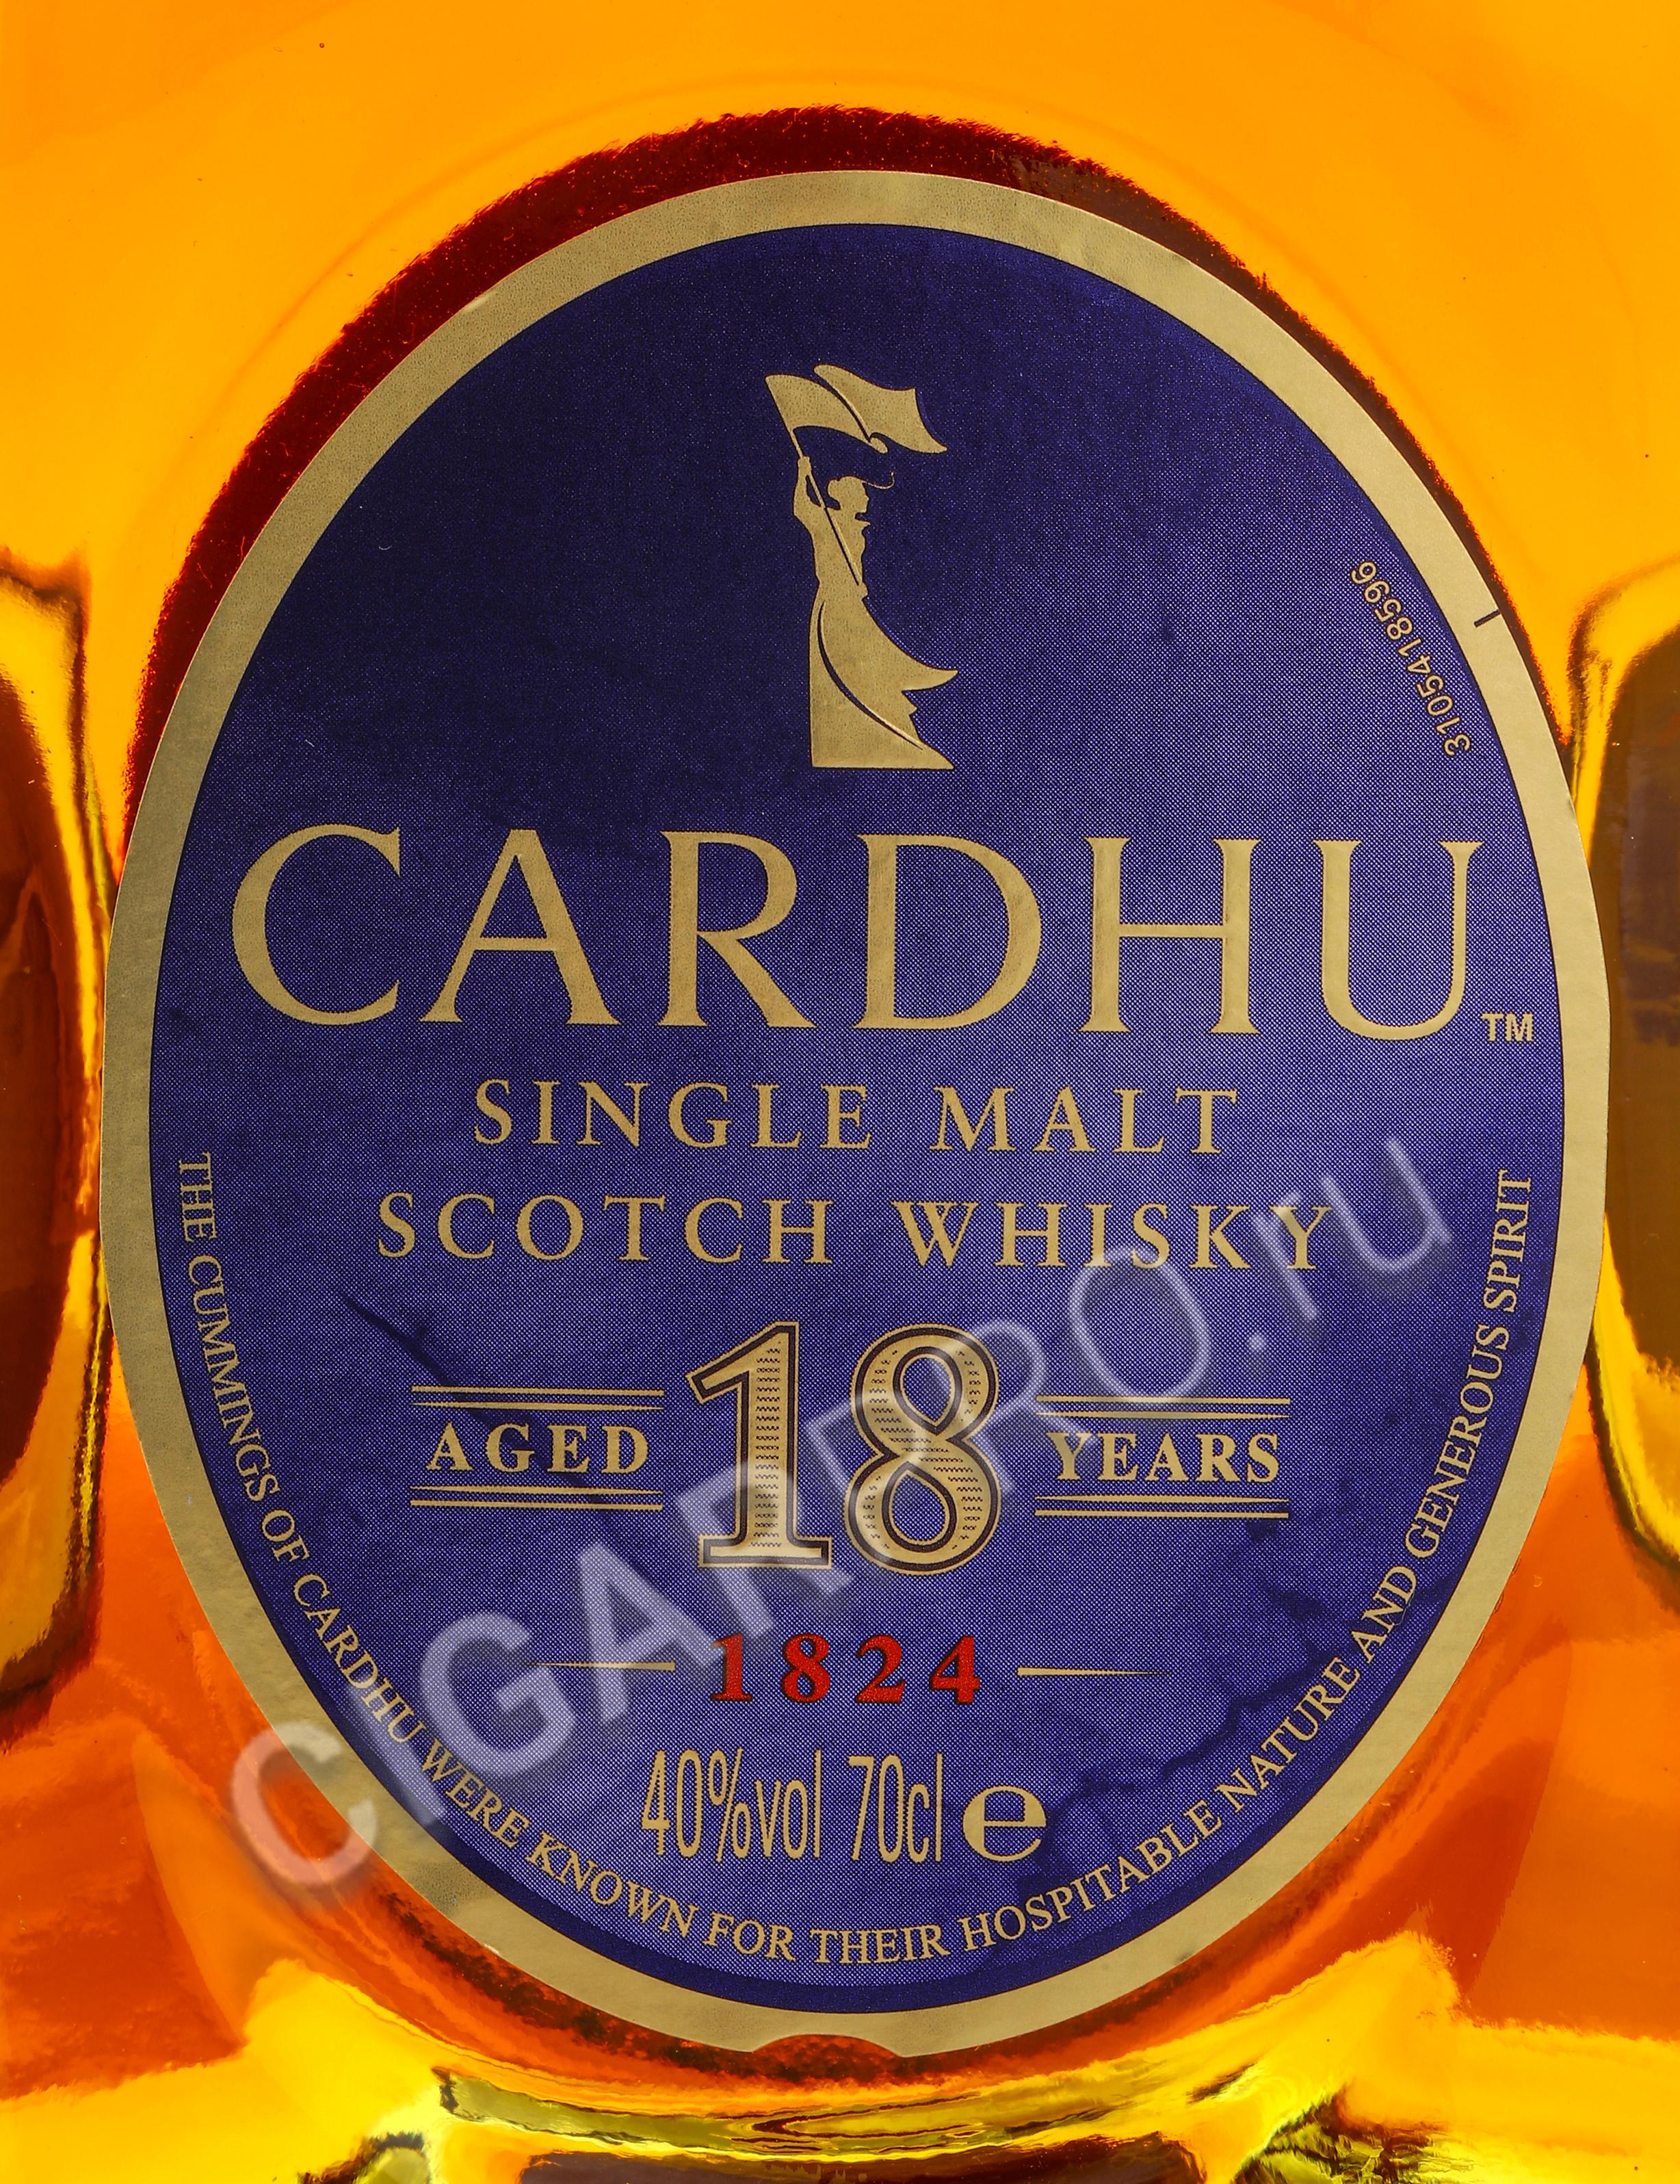 3105418596
CARDHU™
SINGLE MALT
SCOTCH WHISKY
AGED 18 YEARS
1824
40%vol 70cl e
THE CUMMINGS OF CARDHU WERE KNOWN FOR THEIR HOSPITABLE NATURE AND GENEROUS SPIRIT
CIGARPRO.ru